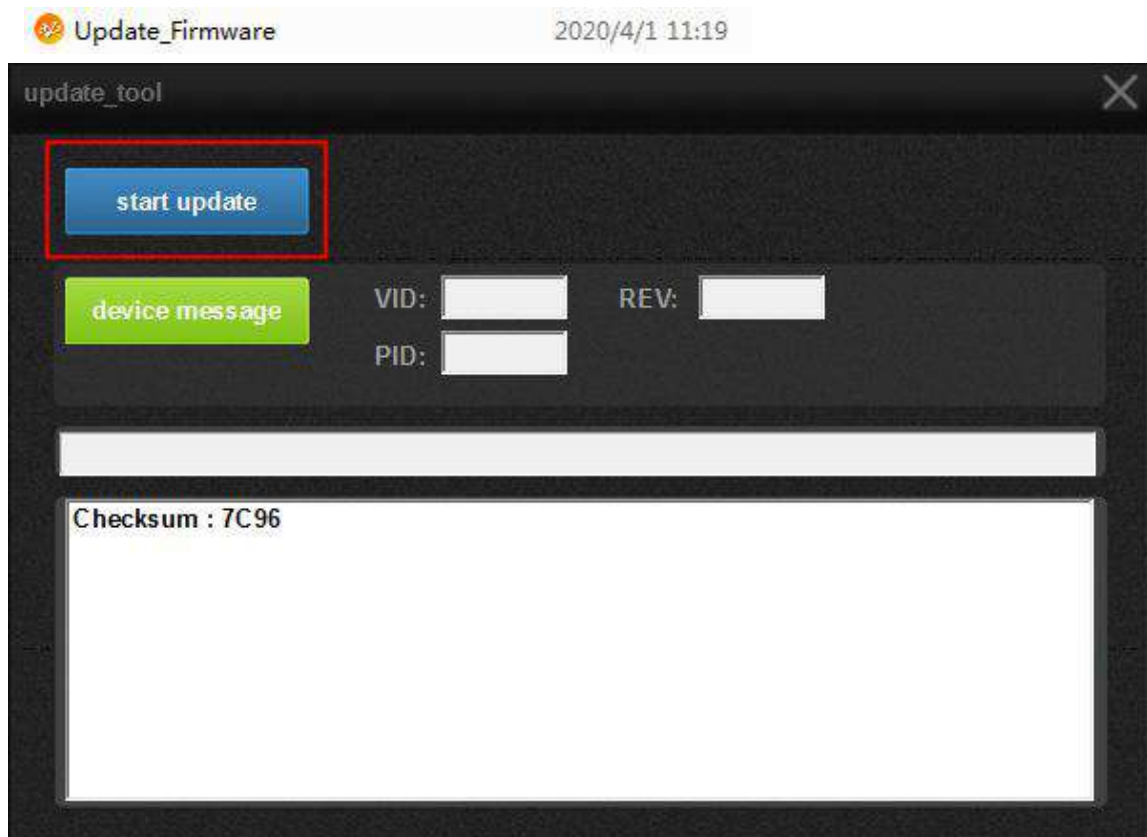 Update_Firmware 2020/4/1 11:19
update_tool
start update
device message VID: REV:
PID:
Checksum : 7C96